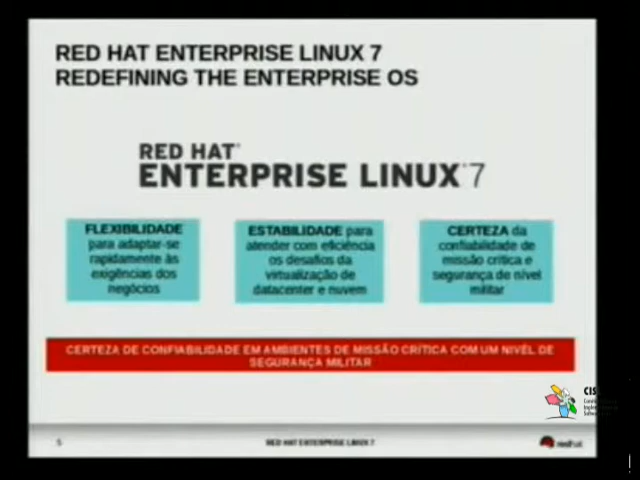 RED HAT ENTERPRISE LINUX 7
REDEFINING THE ENTERPRISE OS
RED HAT
ENTERPRISE LINUX 7
FLEXIBILIDADE
para adaptar-se
rapidamente às
exigências dos
negócios
ESTABILIDADE para
atender com eficiência
os desafios da
virtualização de
datacenter e nuvem
CERTEZA da
confiabilidade de
missão crítica e
segurança de nível
militar
CERTEZA DE CONFIABILIDADE EM AMBIENTES DE MISSÃO CRÍTICA COM UM NIVÉL DE
SEGURANÇA MILITAR
CIS
5
RED HAT ENTERPRISE LINUX 7
redhat